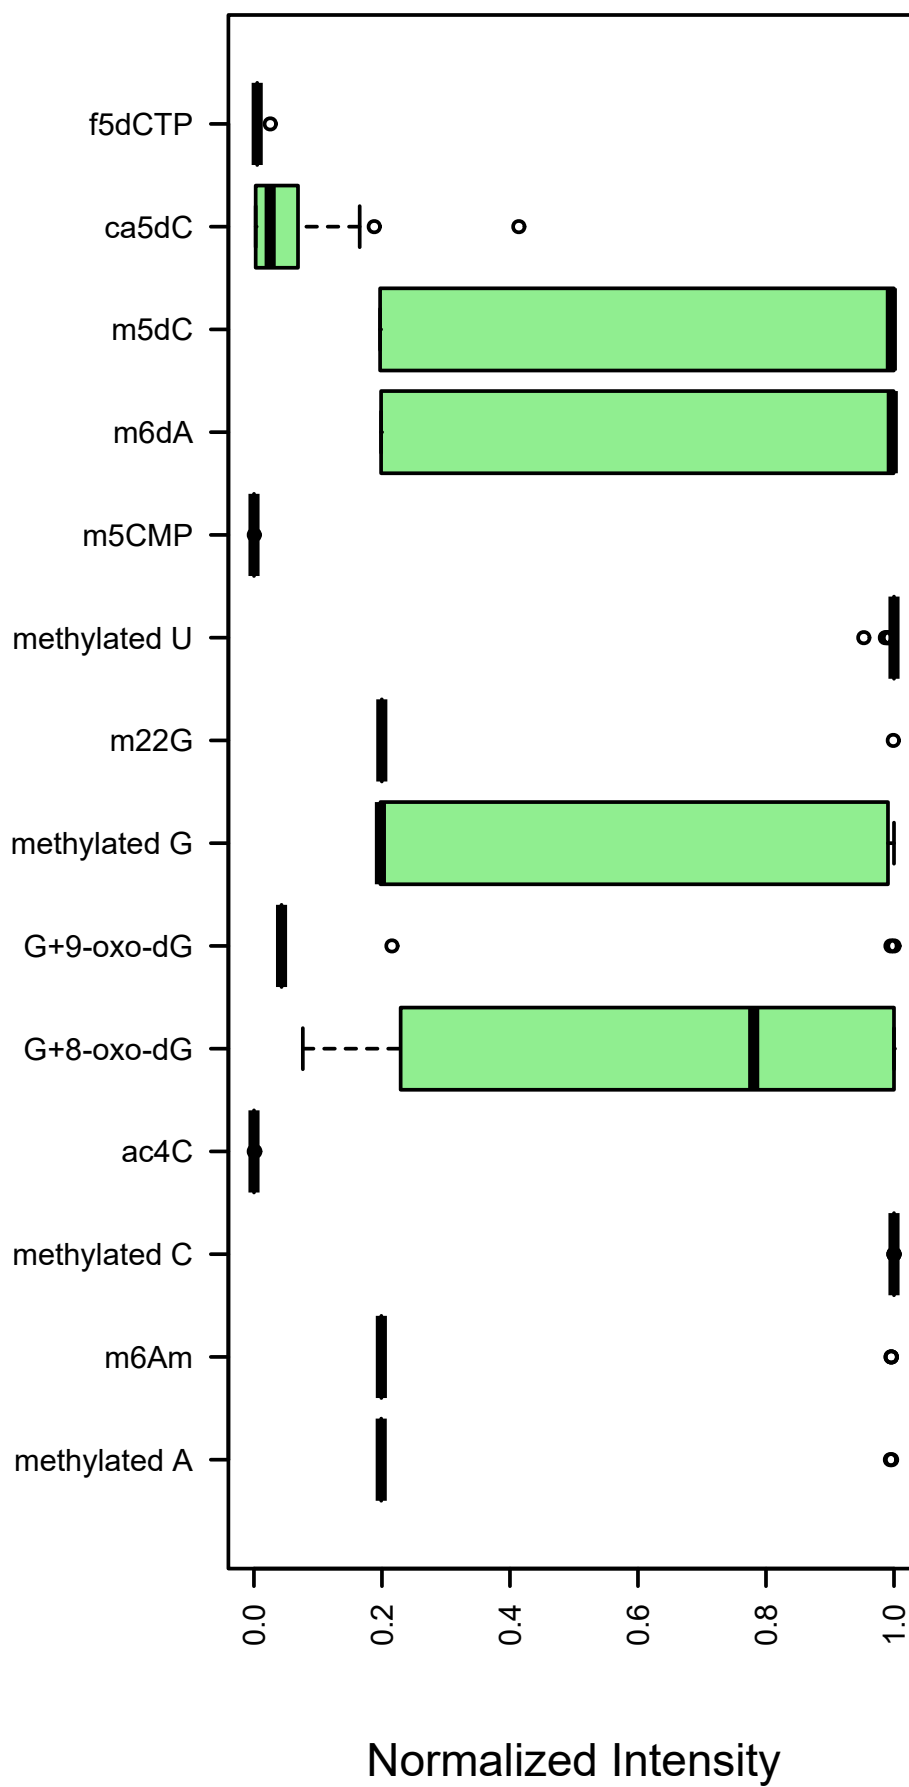 f5dCTP
ca5dC
m5dC
m6dA
m5CMP
methylated U
m22G
methylated G
G+9-oxo-dG
G+8-oxo-dG
ac4C
methylated C
m6Am
methylated A
0.0
0.2
0.4
0.6
0.8
1.0
Normalized Intensity